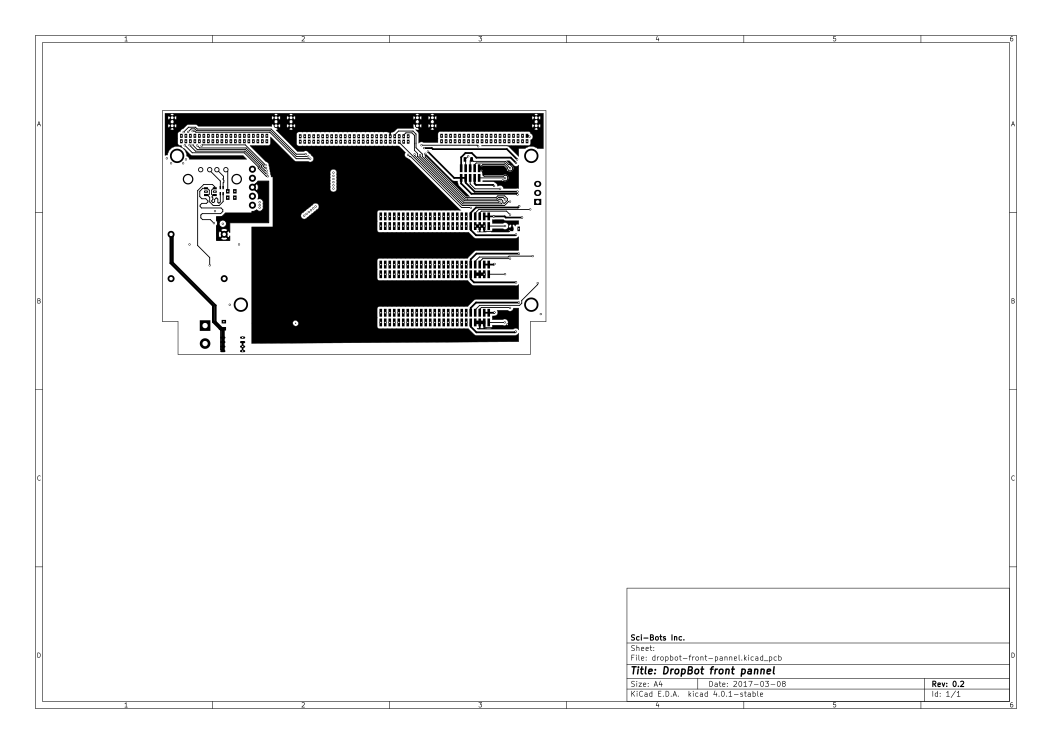 1 2 3 4 5 6
A A
B B
C C
D D
Sci-Bots Inc.
Sheet:
File: dropbot-front-pannel.kicad_pcb
Title: DropBot front pannel
Size: A4 Date: 2017-03-08 Rev: 0.2
KiCad E.D.A. kicad 4.0.1-stable Id: 1/1
1 2 3 4 5 6